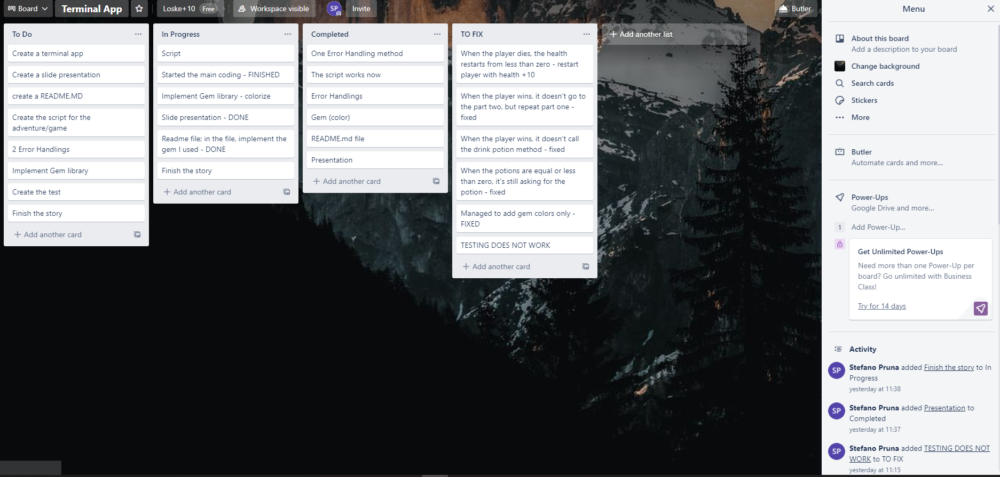 Board
Terminal App
Loske+10 Free
Workspace visible
SP
Invite
Butler
To Do
Create a terminal app
Create a slide presentation
create a README.MD
Create the script for the
adventure/game
2 Error Handlings
Implement Gem library
Create the test
Finish the story
+ Add another card
In Progress
Script
Started the main coding - FINISHED
Implement Gem library - colorize
Slide presentation - DONE
Readme file; in the file, implement the
gem I used - DONE
Finish the story
+ Add another card
Completed
One Error Handling method
The script works now
Error Handlings
Gem (color)
README.md file
Presentation
+ Add another card
TO FIX
When the player dies, the health
restarts from less than zero - restart
player with health +10
When the player wins, it doesn't go to
the part two, but repeat part one -
fixed
When the player wins, it doesn't call
the drink potion method - fixed
When the potions are equal or less
than zero, it's still asking for the
potion - fixed
Managed to add gem colors only -
FIXED
TESTING DOES NOT WORK
+ Add another card
+ Add another list
Menu
About this board
Add a description to your board
Change background
Search cards
Stickers
More
Butler
Automate cards and more...
Power-Ups
Google Drive and more...
1 Add Power-Up...
Get Unlimited Power-Ups
Need more than one Power-Up per
board? Go unlimited with Business
Class!
Try for 14 days
Activity
SP
Stefano Pruna added Finish the story to In
Progress
yesterday at 11:38
SP
Stefano Pruna added Presentation to
Completed
yesterday at 11:37
SP
Stefano Pruna added TESTING DOES NOT
WORK to TO FIX
yesterday at 11:15